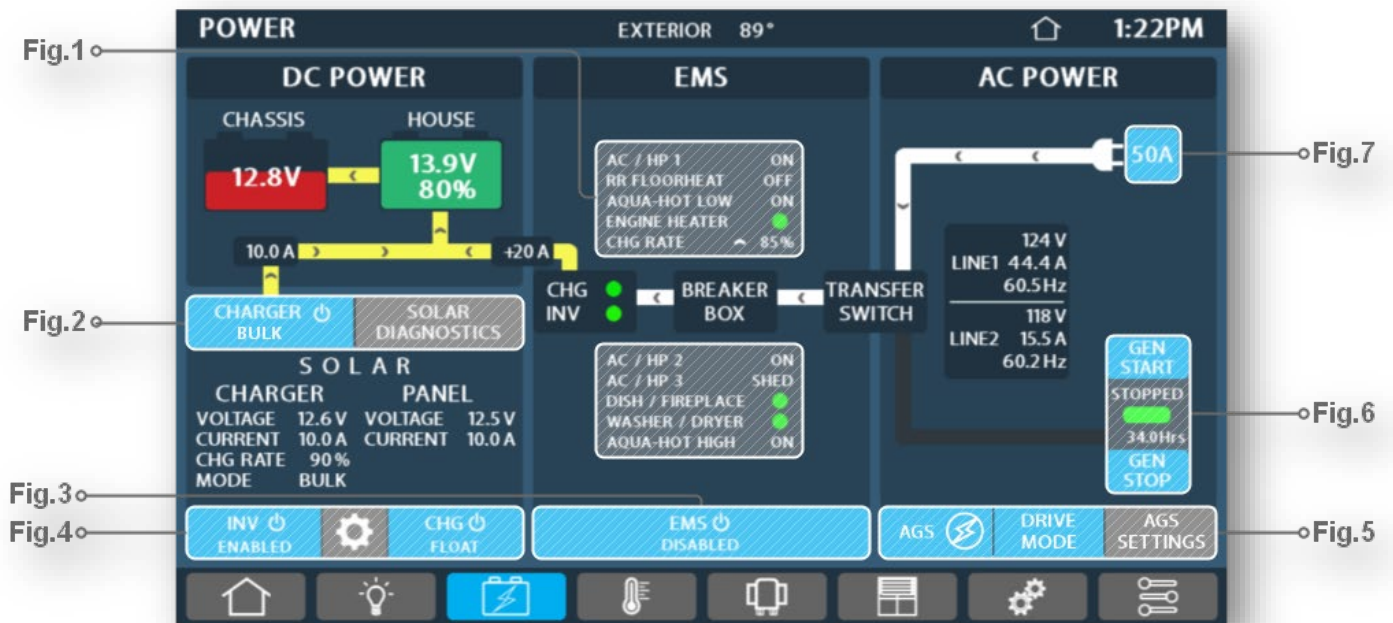 POWER EXTERIOR 89° 1:22PM
Fig.1
DC POWER
CHASSIS HOUSE
12.8V
13.9V
80%
10.0 A
+20 A
Fig.2
CHARGER
BULK
SOLAR
DIAGNOSTICS
SOLAR
CHARGER PANEL
VOLTAGE 12.6 V VOLTAGE 12.5 V
CURRENT 10.0 A CURRENT 10.0 A
CHG RATE 90%
MODE BULK
Fig.3
Fig.4
INV
ENABLED
CHG
FLOAT
EMS
AC / HP 1 ON
RR FLOORHEAT OFF
AQUA-HOT LOW ON
ENGINE HEATER
CHG RATE 85%
CHG
INV
BREAKER
BOX
TRANSFER
SWITCH
AC / HP 2 ON
AC / HP 3 SHED
DISH / FIREPLACE
WASHER / DRYER
AQUA-HOT HIGH ON
EMS
DISABLED
AC POWER
50A
Fig.7
124 V
LINE1 44.4 A
60.5Hz
118 V
LINE2 15.5 A
60.2 Hz
GEN
START
STOPPED
34.0Hrs
GEN
STOP
Fig.6
AGS
DRIVE
MODE
AGS
SETTINGS
Fig.5